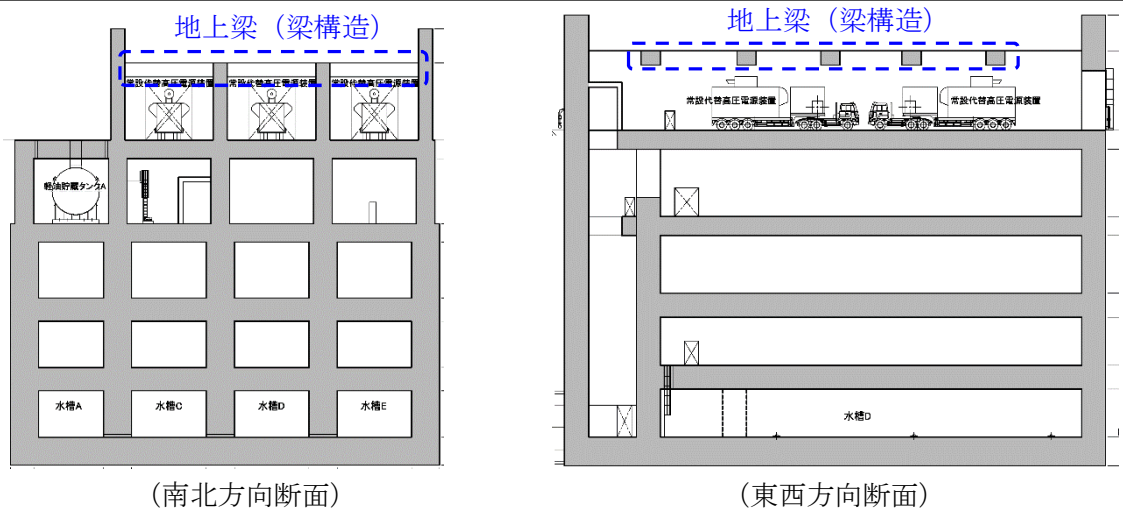 地上梁（梁構造）
常設代替高圧電源装置
常設代替高圧電源装置
常設代替高圧電源装置
軽油貯蔵タンクA
水槽A
水槽C
水槽D
水槽E
（南北方向断面）
地上梁（梁構造）
常設代替高圧電源装置
常設代替高圧電源装置
水槽D
（東西方向断面）